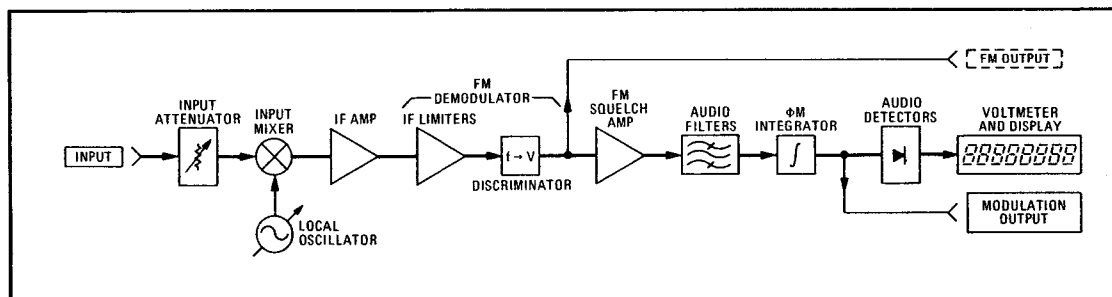 FM OUTPUT
FM
DEMODULATOR
INPUT
ATTENUATOR
INPUT
MIXER
IF AMP
IF LIMITERS
FM
SQUELCH
AMP
AUDIO
FILTERS
ΦM
INTEGRATOR
AUDIO
DETECTORS
VOLTMETER
AND DISPLAY
INPUT
f → V
∫
DISCRIMINATOR
LOCAL
OSCILLATOR
MODULATION
OUTPUT